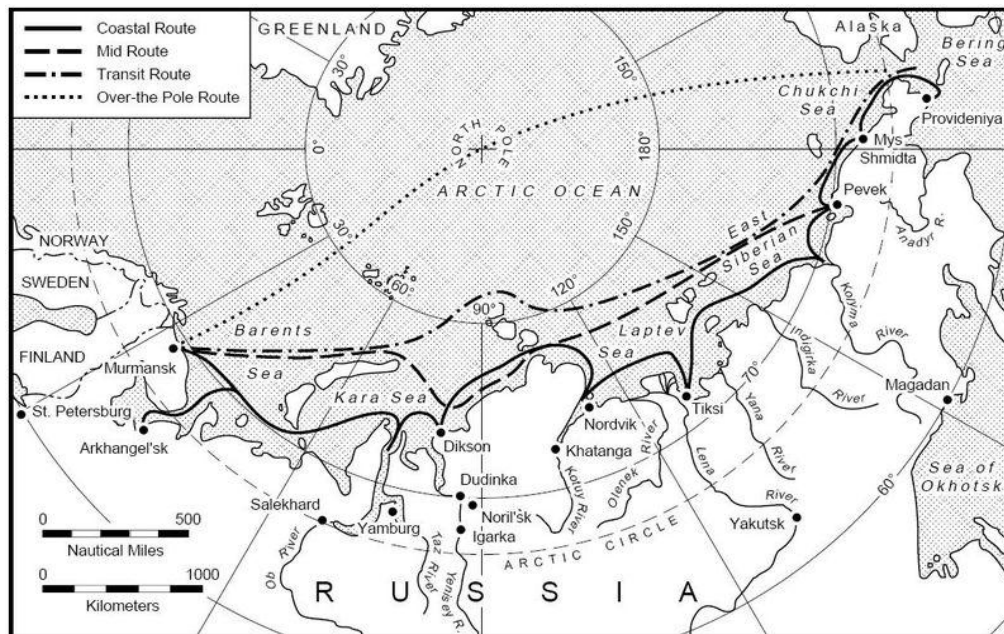 Coastal Route
Mid Route
Transit Route
Over-the Pole Route
GREENLAND
Alaska
Bering
Sea
Chukchi
Sea
Provideniya
Mys
Shmidta
Pevek
Anadyr R.
30°
0°
30°
60°
90°
120°
150°
180°
150°
NORTH POLE
ARCTIC OCEAN
East
Siberian
Sea
NORWAY
SWEDEN
FINLAND
Murmansk
St. Petersburg
Arkhangel'sk
Barents
Sea
Kara Sea
Laptev
Sea
Dikson
Nordvik
Khatanga
Tiksi
70°
Indigirka
River
Kolyma
River
Magadan
60°
Sea of
Okhotsk
Yana
River
Lena
River
Yakutsk
Olenek
River
Kotuy River
Dudinka
Noril'sk
Igarka
Yamburg
Salekhard
Ob
River
Taz River
Yenisey R.
ARCTIC CIRCLE
RUSSIA
0 500
Nautical Miles
0 1000
Kilometers